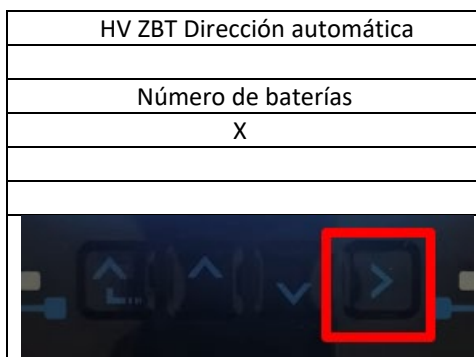 HV ZBT Dirección automática
Número de baterías
X